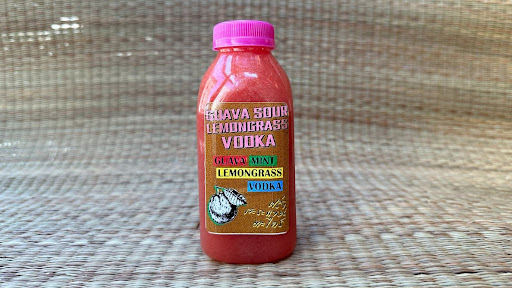 GUAVA SOUR
LEMONGRASS
VODKA
GUAVA MINT
LEMONGRASS
VODKA